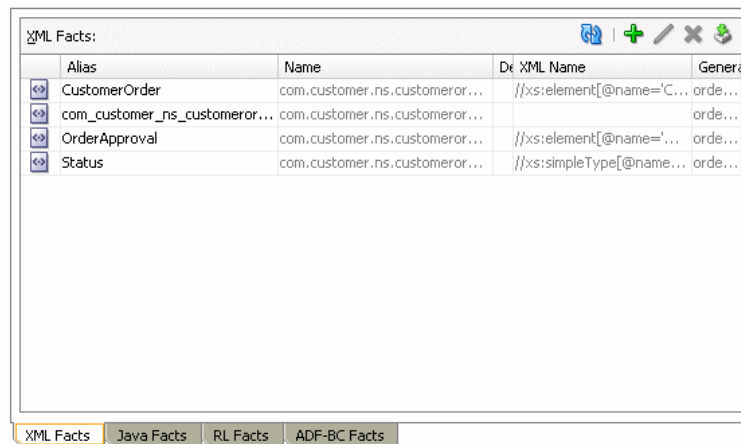 XML Facts:
Alias Name De XML Name Genera
CustomerOrder com.customer.ns.customeror... //xs:element[@name='C... orde...
com_customer_ns_customeror... com.customer.ns.customeror... orde...
OrderApproval com.customer.ns.customeror... //xs:element[@name='... orde...
Status com.customer.ns.customeror... //xs:simpleType[@name... orde...
XML Facts Java Facts RL Facts ADF-BC Facts